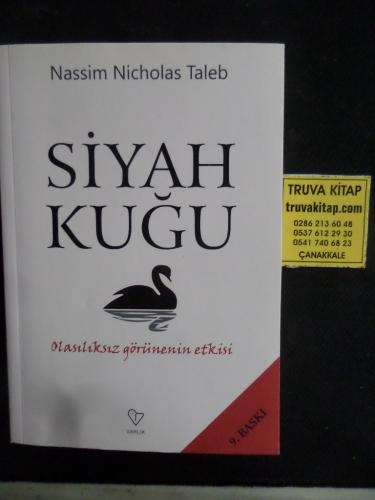 Nassim Nicholas Taleb
SİYAH
KUĞU
Olasılıksız görünenin etkisi
VARLIK
9. BASKI
TRUVA KİTAP
truvakitap.com
0286 213 60 48
0537 612 29 30
0541 740 68 23
ÇANAKKALE